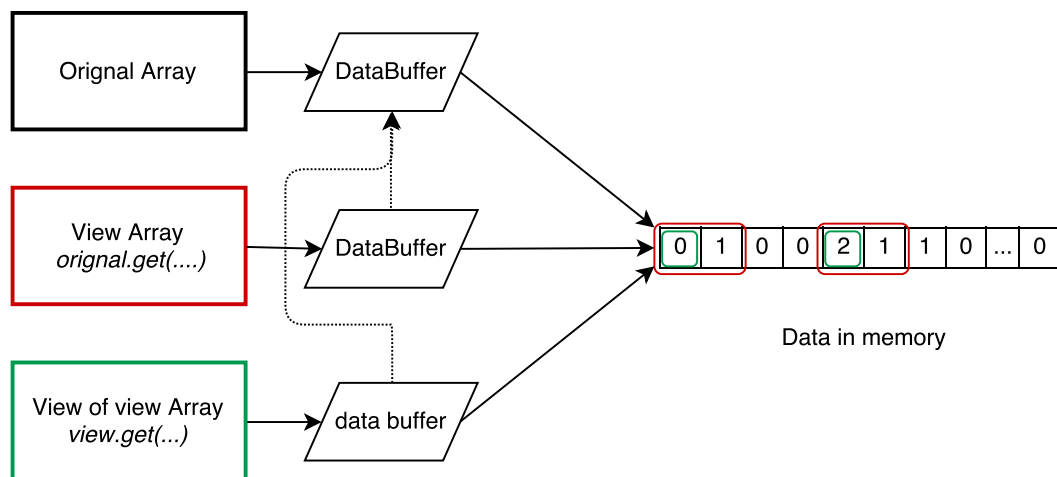 Orignal Array
DataBuffer
View Array
orignal.get(....)
DataBuffer
0 1 0 0 2 1 1 0 ... 0
Data in memory
View of view Array
view.get(...)
data buffer